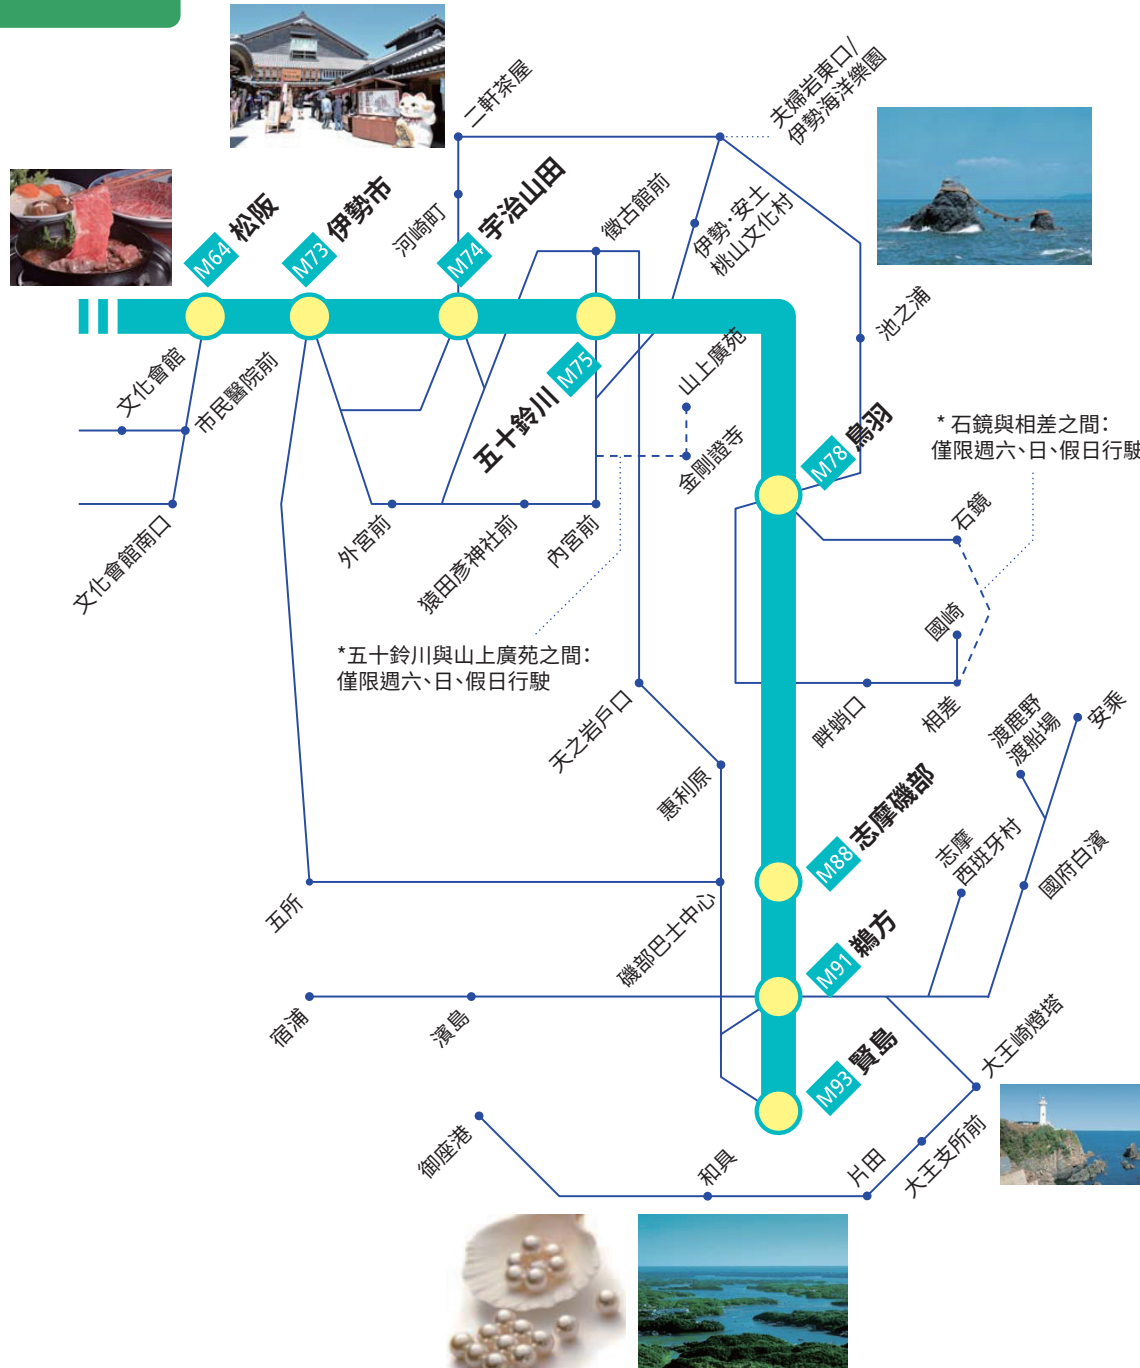 二軒茶屋
夫婦岩東口/
伊勢海洋樂園
M64 松阪
M73 伊勢市
河崎町
M74 宇治山田
徵古館前
伊勢・安土
桃山文化村
池之浦
文化會館
市民醫院前
五十鈴川 M75
山上廣苑
金剛證寺
M78 鳥羽
* 石鏡與相差之間：
僅限週六、日、假日行駛
文化會館南口
外宮前
猿田彥神社前
內宮前
石鏡
國崎
*五十鈴川與山上廣苑之間：
僅限週六、日、假日行駛
天之岩戶口
畔蛸口
相差
渡鹿野
渡船場
安乘
惠利原
M88 志摩磯部
志摩
西班牙村
國府白濱
五所
磯部巴士中心
M91 鵜方
宿浦
濱島
大王崎燈塔
M93 賢島
御座港
和具
片田
大王支所前